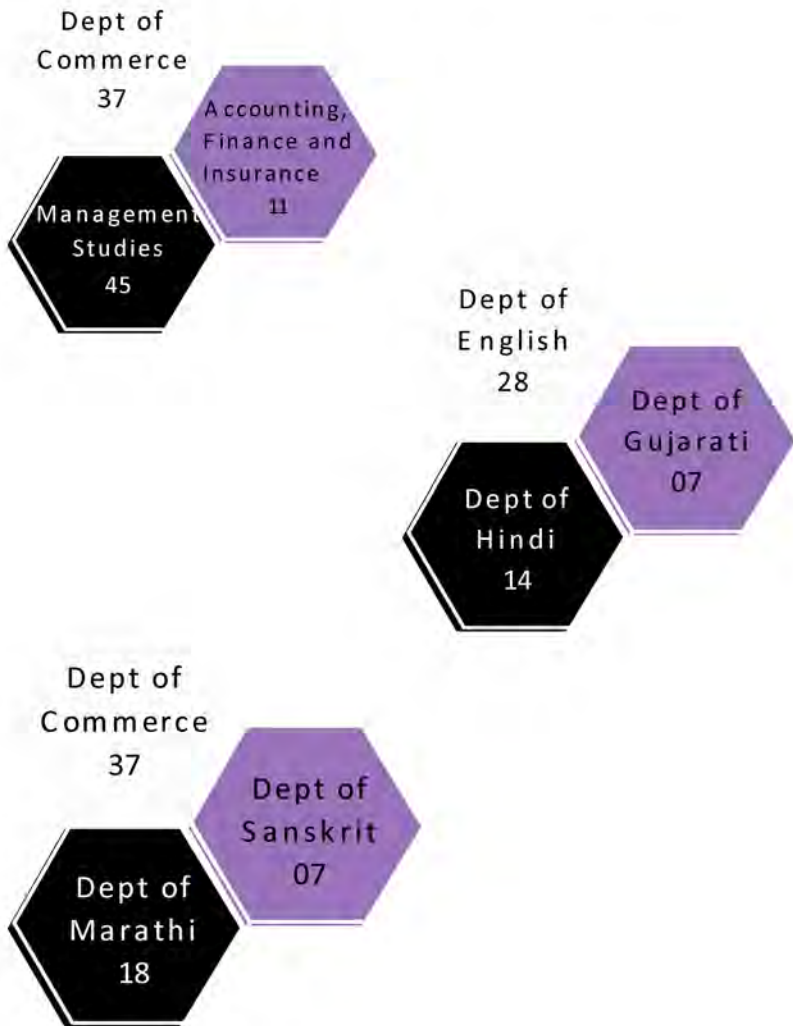 Dept of
Commerce
37
Accounting,
Finance and
Insurance
11
Management
Studies
45
Dept of
English
28
Dept of
Gujarati
07
Dept of
Hindi
14
Dept of
Commerce
37
Dept of
Sanskrit
07
Dept of
Marathi
18